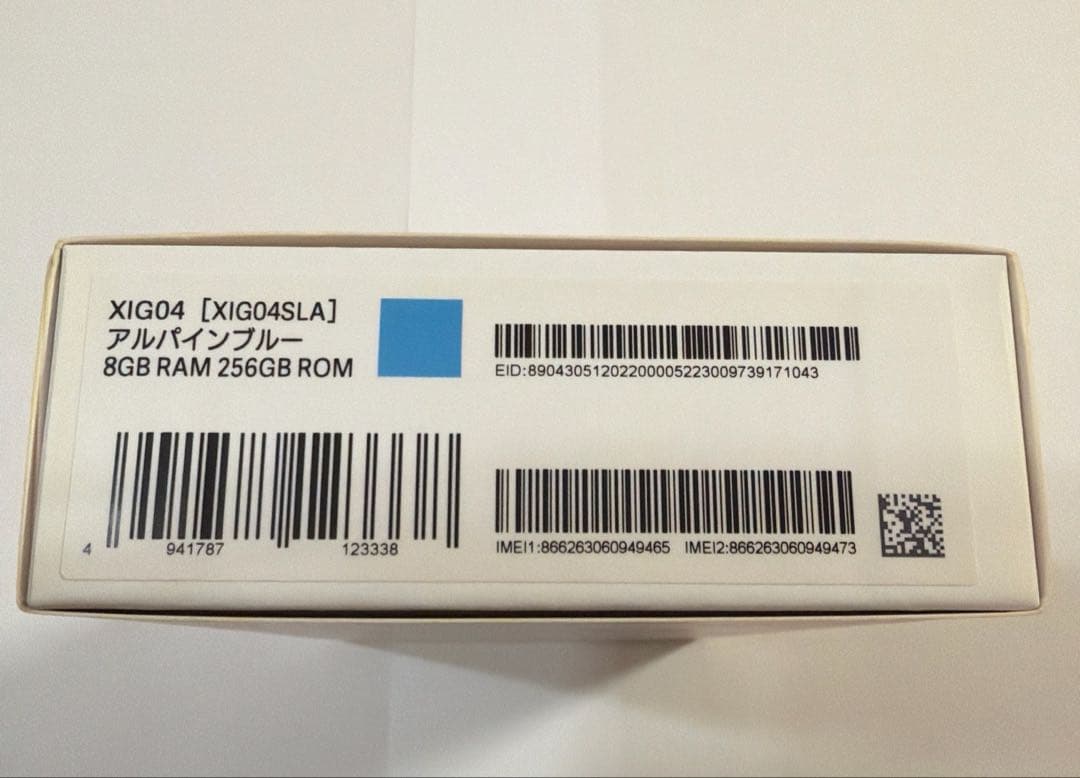 XIG04 [XIG04SLA]
アルパインブルー
8GB RAM 256GB ROM
EID:89043051202200005223009739171043
4 941787 123338
IMEI1:866263060949465 IMEI2:866263060949473